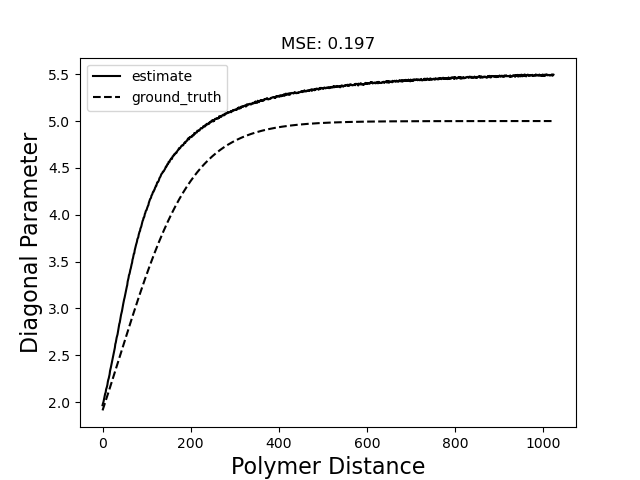 MSE: 0.197
estimate
ground_truth
5.5
5.0
4.5
4.0
3.5
3.0
2.5
2.0
Diagonal Parameter
0 200 400 600 800 1000
Polymer Distance